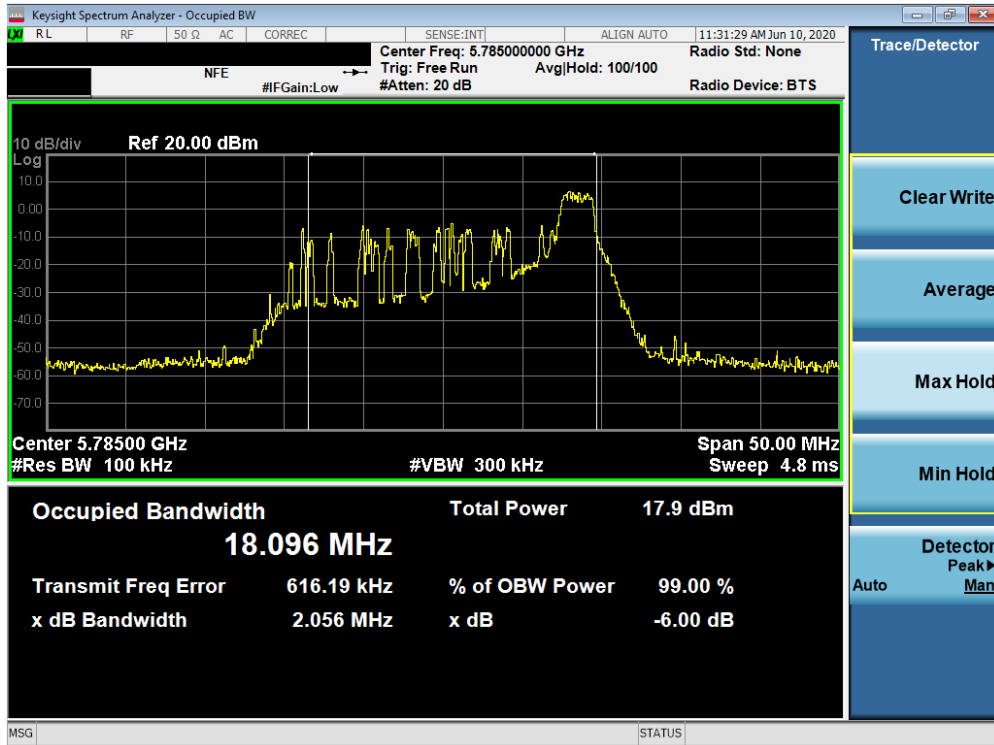 Keysight Spectrum Analyzer - Occupied BW
LXI RL RF 50 Ω AC CORREC SENSE:INT ALIGN AUTO 11:31:29 AM Jun 10, 2020
Center Freq: 5.785000000 GHz Radio Std: None
NFE Trig: Free Run Avg|Hold: 100/100
#IFGain:Low #Atten: 20 dB Radio Device: BTS
10 dB/div Ref 20.00 dBm
Log
10.0
0.00
-10.0
-20.0
-30.0
-40.0
-50.0
-60.0
-70.0
Center 5.78500 GHz Span 50.00 MHz
#Res BW 100 kHz #VBW 300 kHz Sweep 4.8 ms
Occupied Bandwidth Total Power 17.9 dBm
18.096 MHz
Transmit Freq Error 616.19 kHz % of OBW Power 99.00 %
x dB Bandwidth 2.056 MHz x dB -6.00 dB
Trace/Detector
Clear Write
Average
Max Hold
Min Hold
Detector
Peak▶
Auto Man
MSG STATUS